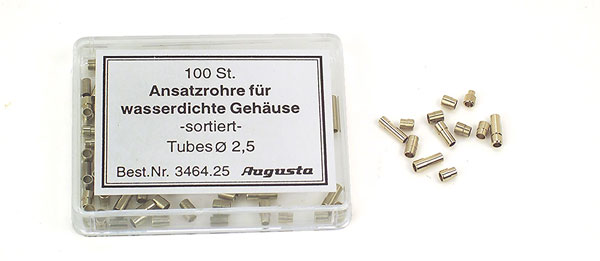 100 St.
Ansatzrohre für
wasserdichte Gehäuse
-sortiert-
Tubes Ø 2,5
Best.Nr. 3464.25 Augusta